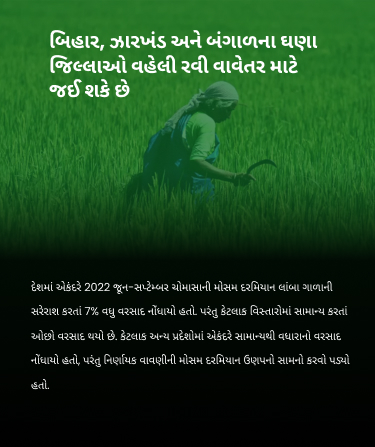 બિહાર, ઝારખંડ અને બંગાળના ઘણા
જિલ્લાઓ વહેલી રવી વાવેતર માટે
જઈ શકે છે
દેશમાં એકંદરે 2022 જૂન-સપ્ટેમ્બર ચોમાસાની મોસમ દરમિયાન લાંબા ગાળાની
સરેરાશ કરતાં 7% વધુ વરસાદ નોંધાયો હતો. પરંતુ કેટલાક વિસ્તારોમાં સામાન્ય કરતાં
ઓછો વરસાદ થયો છે. કેટલાક અન્ય પ્રદેશોમાં એકંદરે સામાન્યથી વધારાનો વરસાદ
નોંધાયો હતો, પરંતુ નિર્ણાયક વાવણીની મોસમ દરમિયાન ઉણપનો સામનો કરવો પડ્યો
હતો.